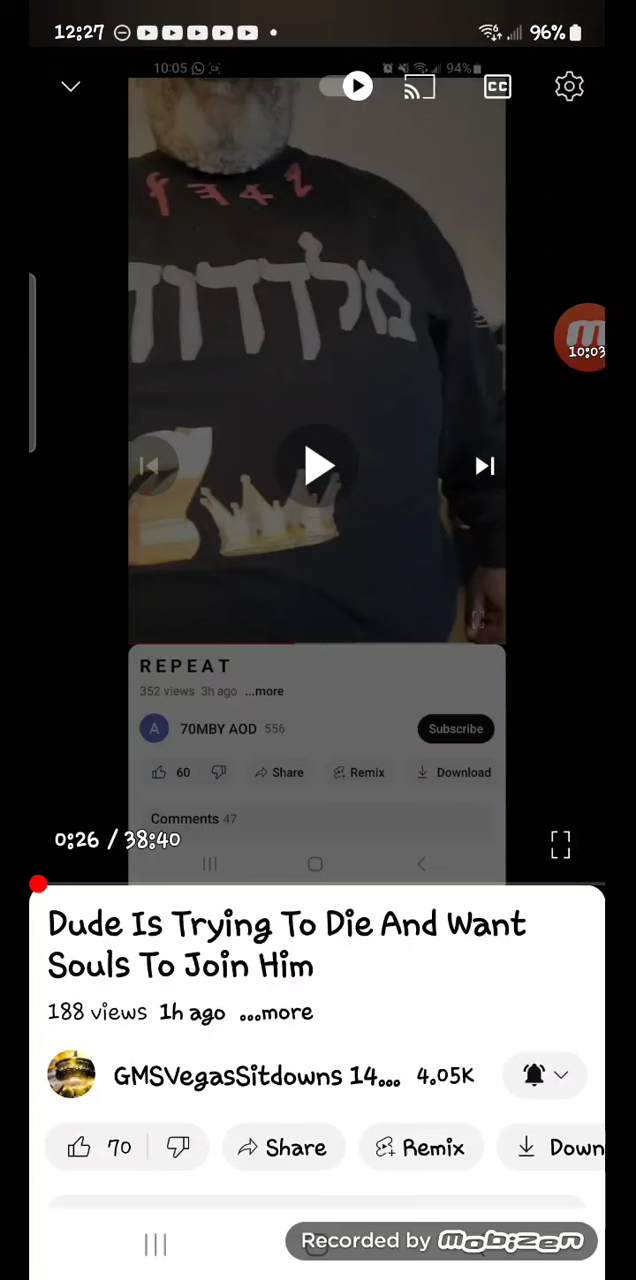 12:27
96%
10:05
94%
CC
מלדודו
10:03
REPEAT
352 views 3h ago ...more
A 70MBY AOD 556
Subscribe
60 Share Remix Download
Comments 47
0:26 / 38:40
Dude Is Trying To Die And Want
Souls To Join Him
188 views 1h ago ...more
GMSVegasSitdowns 14... 4.05K
70 Share Remix Down
Recorded by mobizen